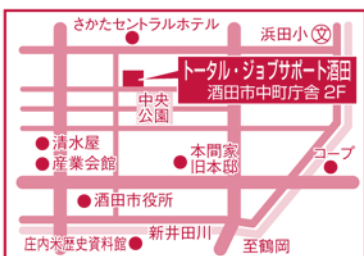 さかたセントラルホテル
浜田小 文
トータル・ジョブサポート酒田
酒田市中町庁舎 2F
中央
公園
清水屋
産業会館
本間家
旧本邸
コープ
酒田市役所
新井田川
庄内米歴史資料館
至鶴岡